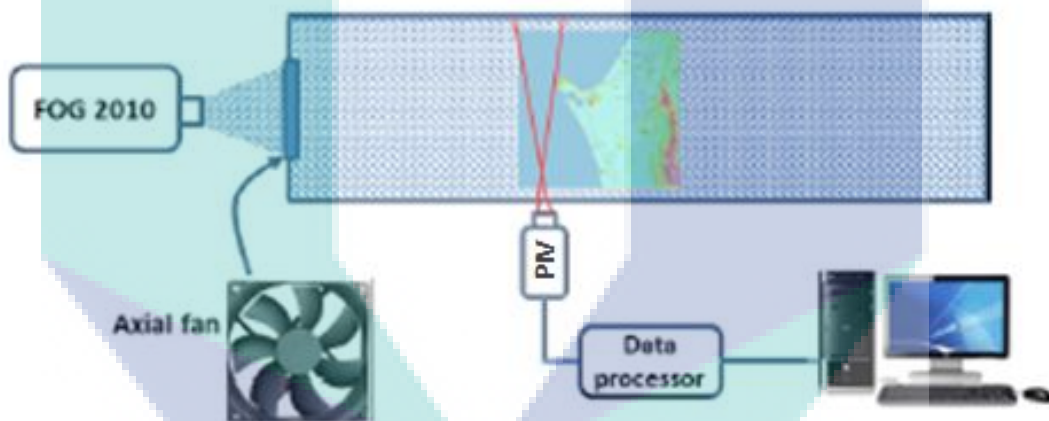 FOG 2010
PIV
Axial fan
Data
processor